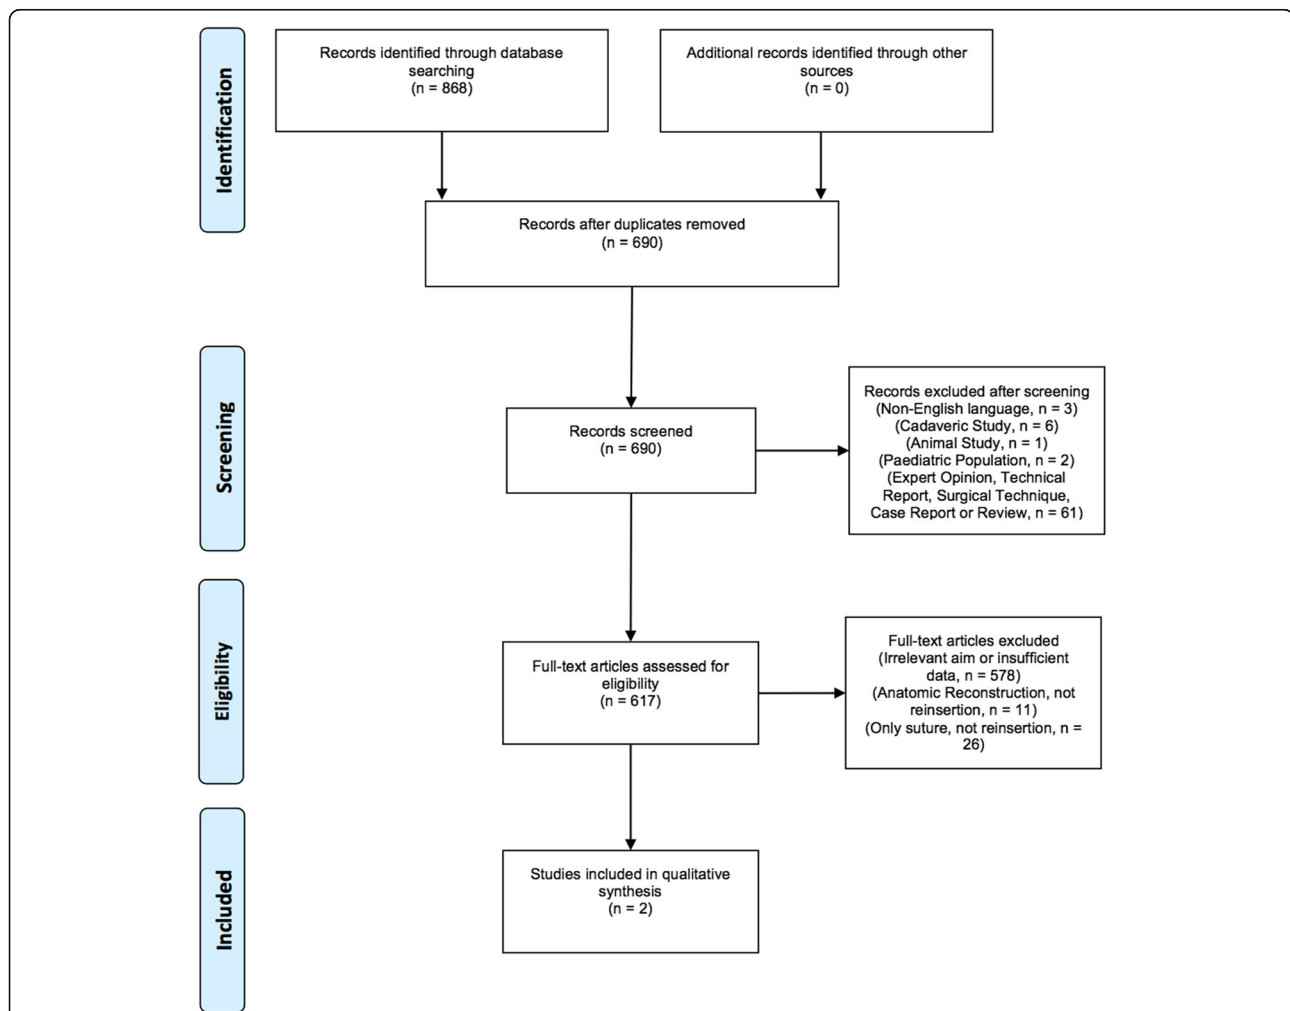 Identification
Records identified through database
searching
(n = 868)
Additional records identified through other
sources
(n = 0)
Records after duplicates removed
(n = 690)
Screening
Records screened
(n = 690)
Records excluded after screening
(Non-English language, n = 3)
(Cadaveric Study, n = 6)
(Animal Study, n = 1)
(Paediatric Population, n = 2)
(Expert Opinion, Technical
Report, Surgical Technique,
Case Report or Review, n = 61)
Eligibility
Full-text articles assessed for
eligibility
(n = 617)
Full-text articles excluded
(Irrelevant aim or insufficient
data, n = 578)
(Anatomic Reconstruction, not
reinsertion, n = 11)
(Only suture, not reinsertion, n =
26)
Included
Studies included in qualitative
synthesis
(n = 2)